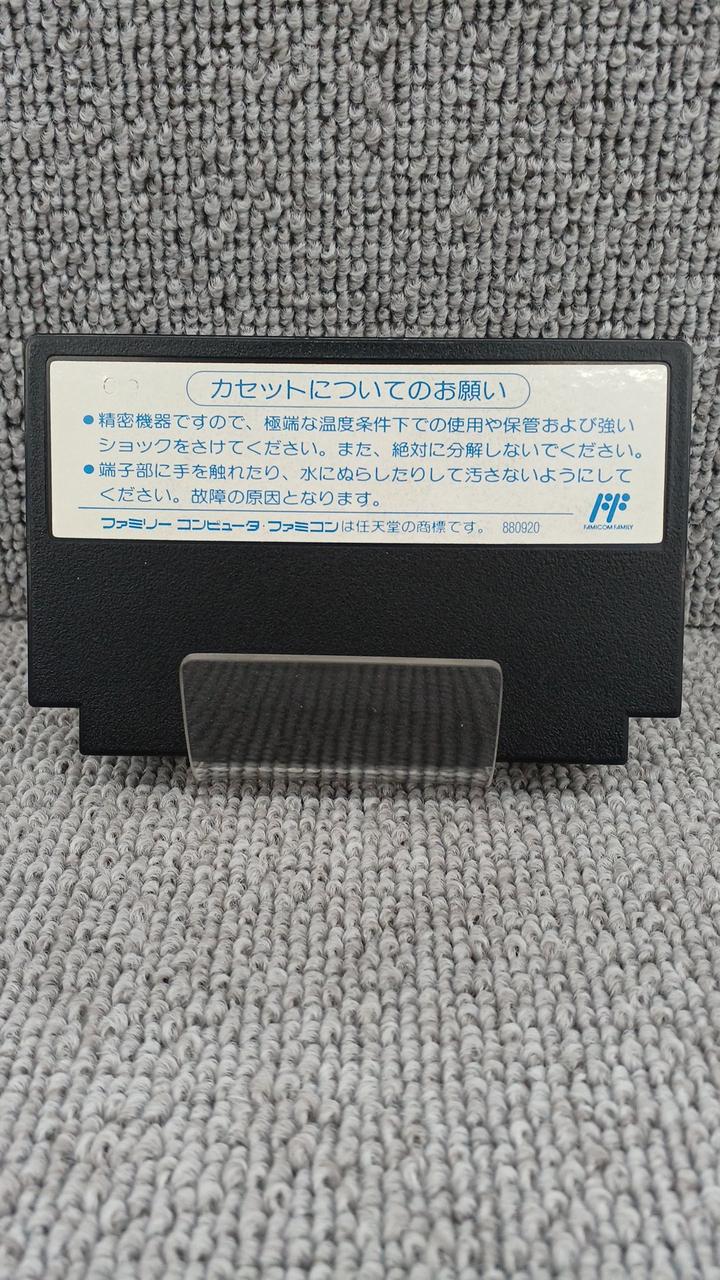 カセットについてのお願い
●精密機器ですので、極端な温度条件下での使用や保管および強い
ショックをさけてください。また、絶対に分解しないでください。
●端子部に手を触れたり、水にぬらしたりして汚さないようにして
ください。故障の原因となります。
ファミリー コンピュータ・ファミコンは任天堂の商標です。 880920
FAMICOM FAMILY